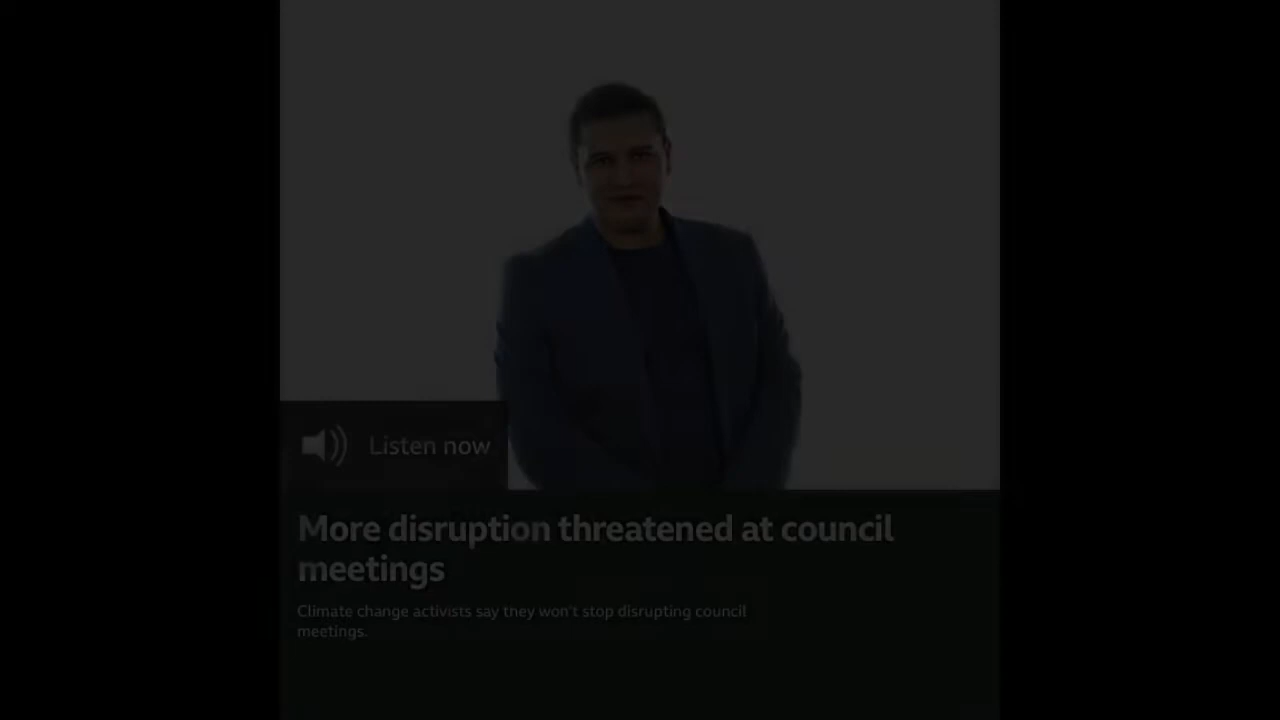 Listen now
More disruption threatened at council
meetings
Climate change activists say they won't stop disrupting council
meetings.